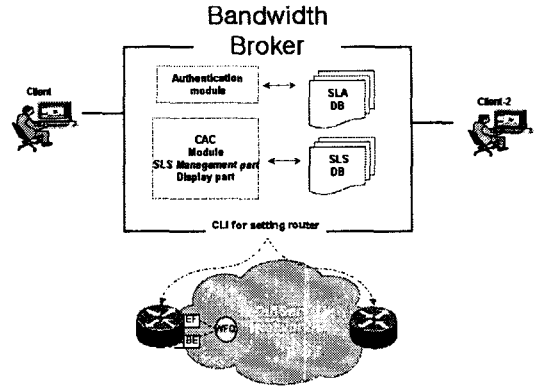 Bandwidth
Broker
Authentication
module
SLA
DB
Client
Client-2
CAC
Module
SLS Management part
Display part
SLS
DB
CLI for setting router
EF
BE
WFQ